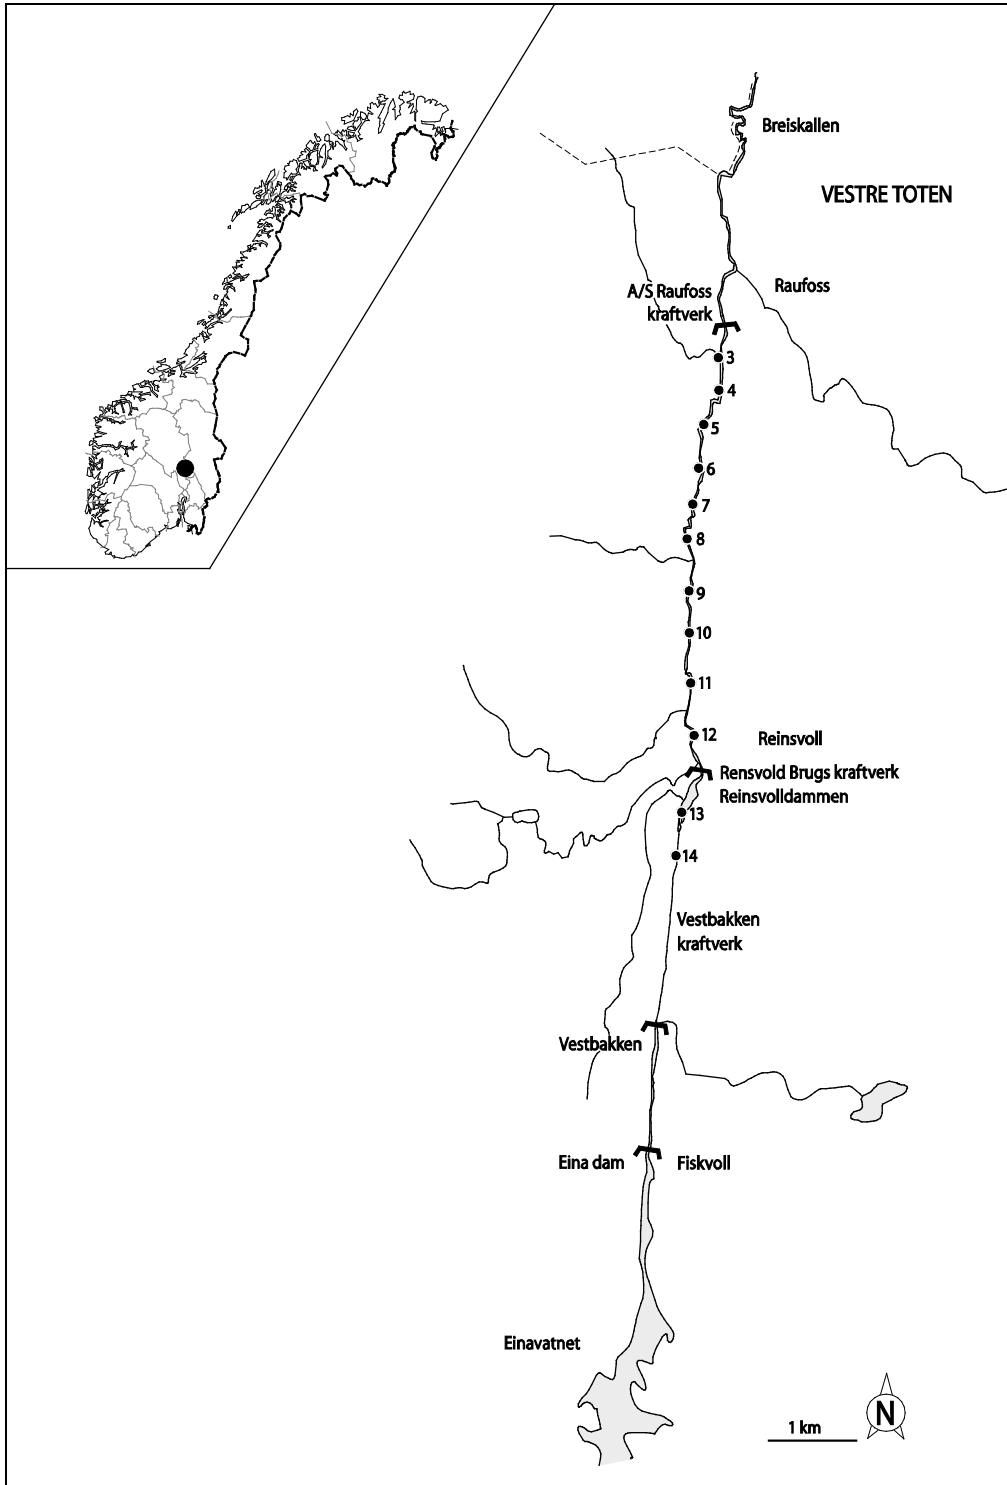 Breiskallen
VESTRE TOTEN
Raufoss
A/S Raufoss
kraftverk
3
4
5
6
7
8
9
10
11
12
Reinsvoll
Rensvold Brugs kraftverk
Reinsvolldammen
13
14
Vestbakken
kraftverk
Vestbakken
Eina dam
Fiskvoll
Einavatnet
1 km
N